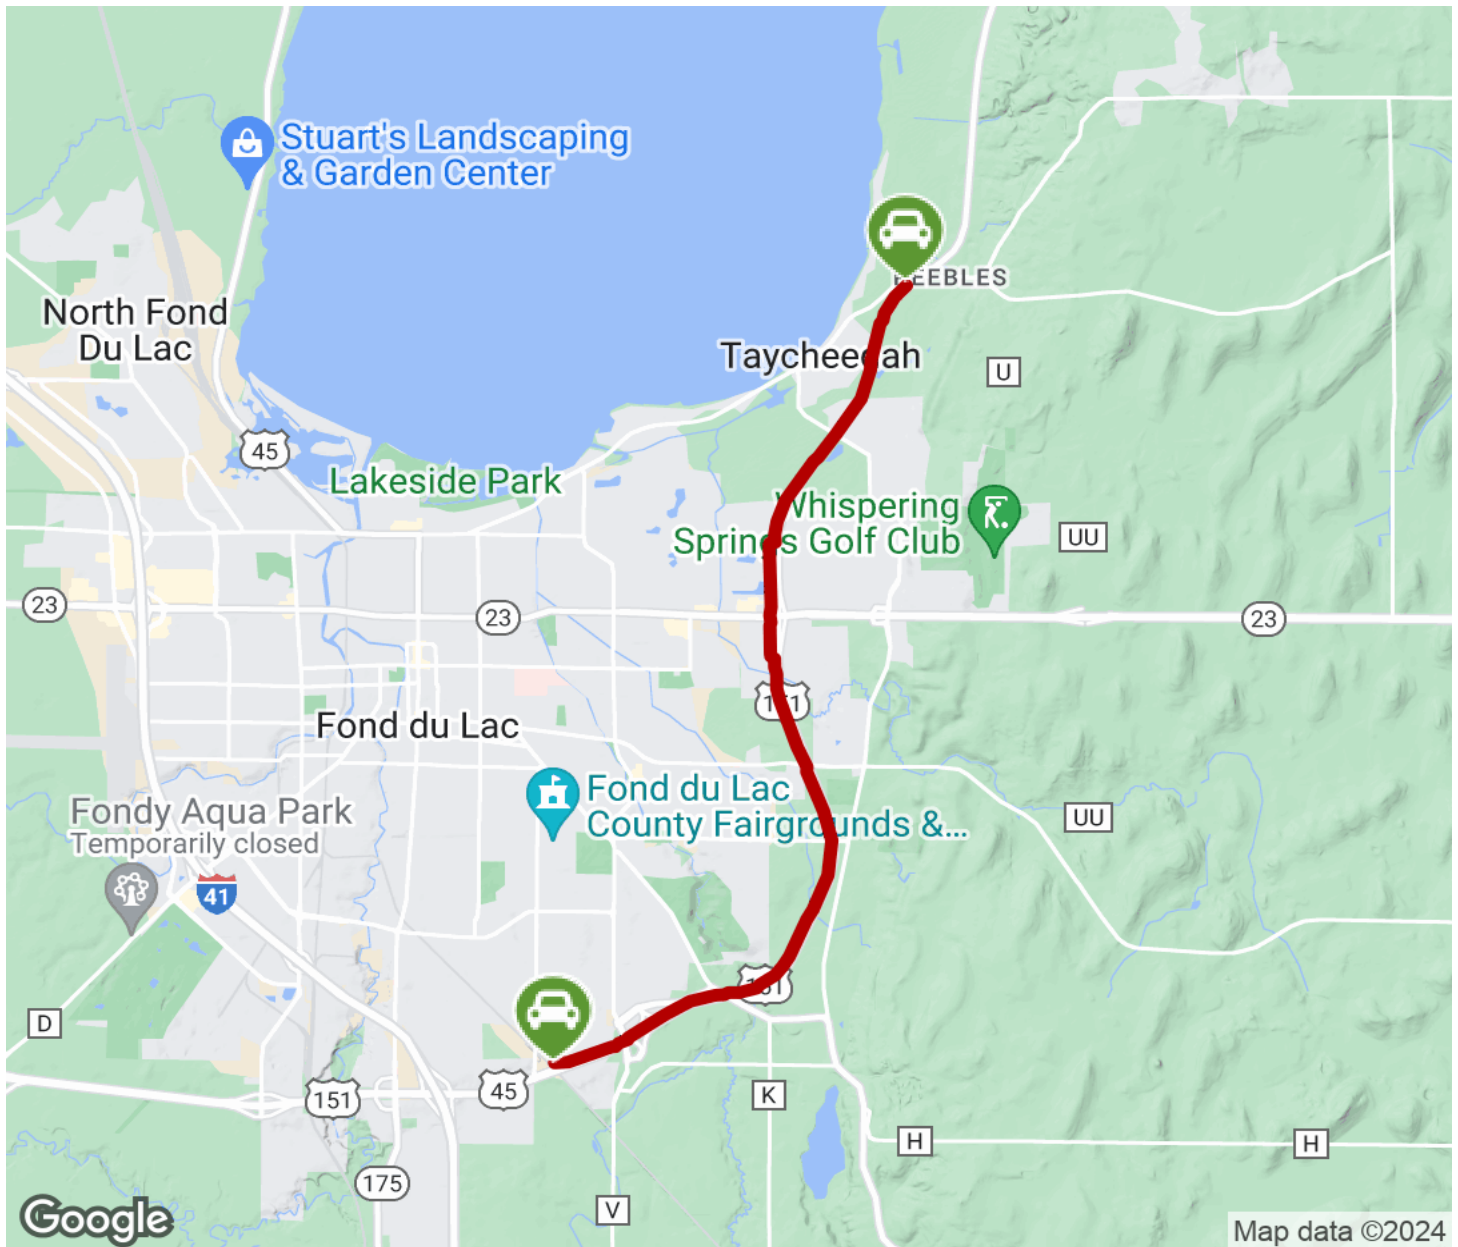 Stuart's Landscaping
& Garden Center
EEBLES
North Fond
Du Lac
Taycheedah
U
45
Lakeside Park
Whispering
Springs Golf Club
UU
23
23
23
151
Fond du Lac
Fond du Lac
County Fairgrounds &...
UU
Fondy Aqua Park
Temporarily closed
41
151
D
45
151
K
H
H
175
V
Google
Map data ©2024